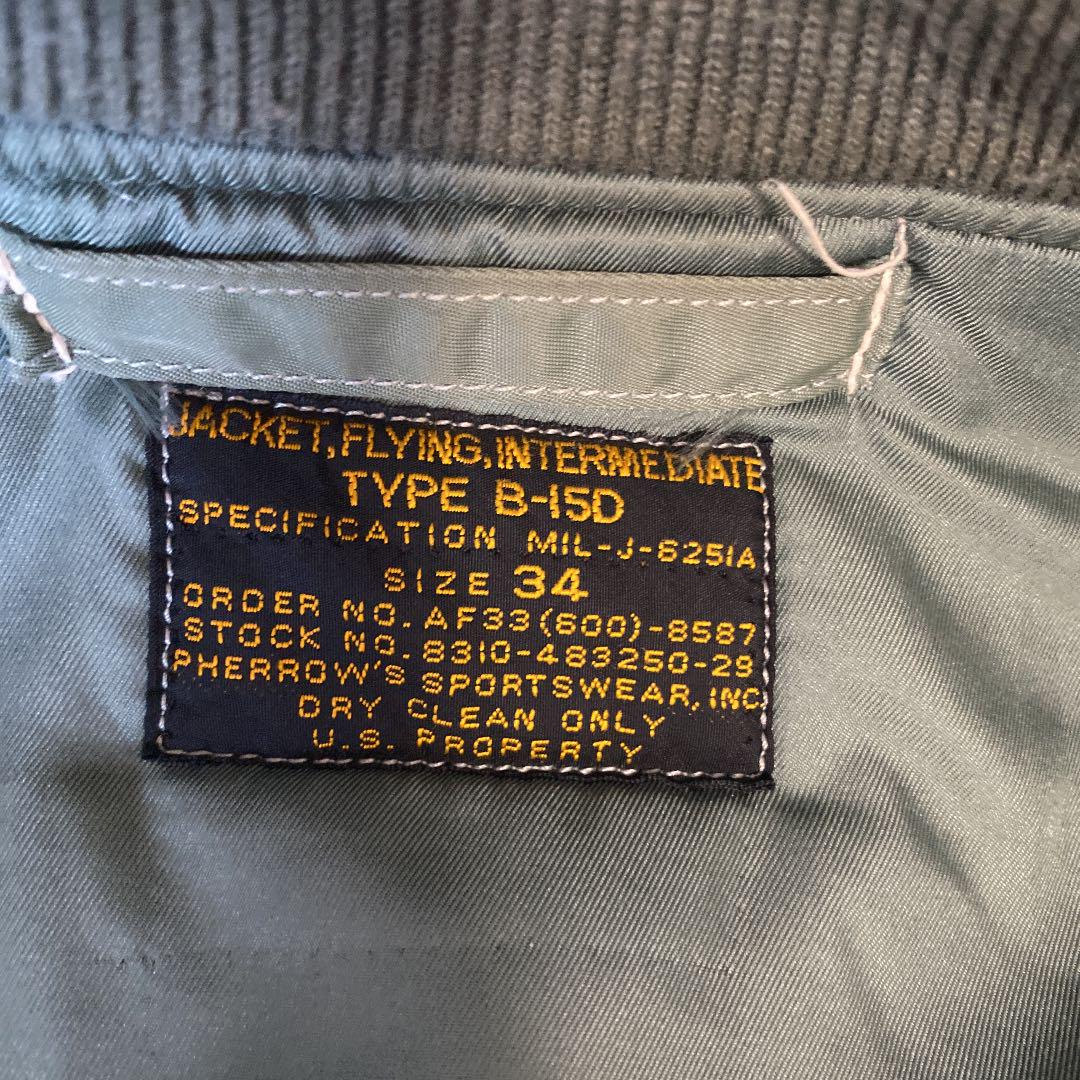 JACKET, FLYING, INTERMEDIATE
TYPE B-15D
SPECIFICATION MIL-J-6251A
SIZE 34
ORDER NO. AF33(600)-8587
STOCK NO. 8310-483250-29
PHERROW'S SPORTSWEAR, INC
DRY CLEAN ONLY
U.S. PROPERTY